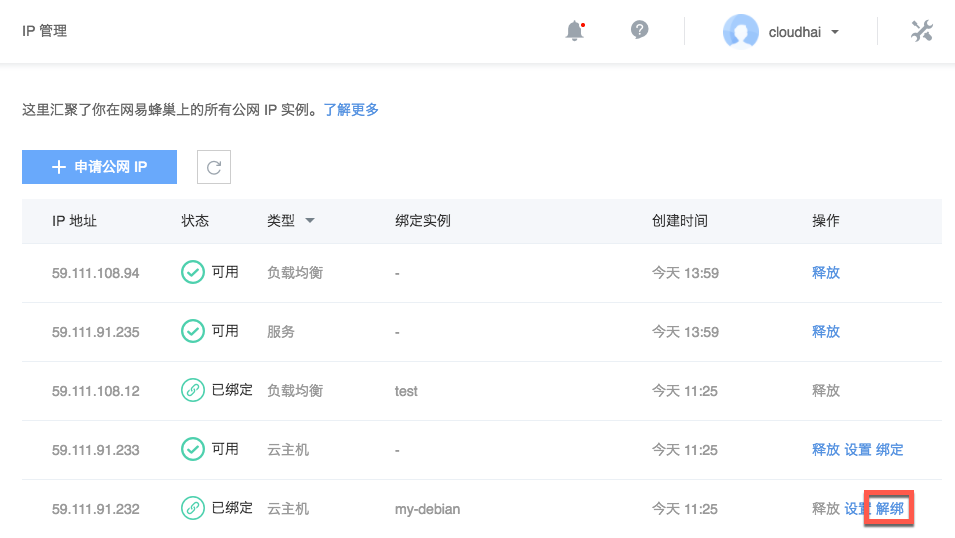 IP 管理
cloudhai
这里汇聚了你在网易蜂巢上的所有公网 IP 实例。了解更多
申请公网 IP
IP 地址 状态 类型 绑定实例 创建时间 操作
59.111.108.94 可用 负载均衡 - 今天 13:59 释放
59.111.91.235 可用 服务 - 今天 13:59 释放
59.111.108.12 已绑定 负载均衡 test 今天 11:25 释放
59.111.91.233 可用 云主机 - 今天 11:25 释放 设置 绑定
59.111.91.232 已绑定 云主机 my-debian 今天 11:25 释放 设置 解绑